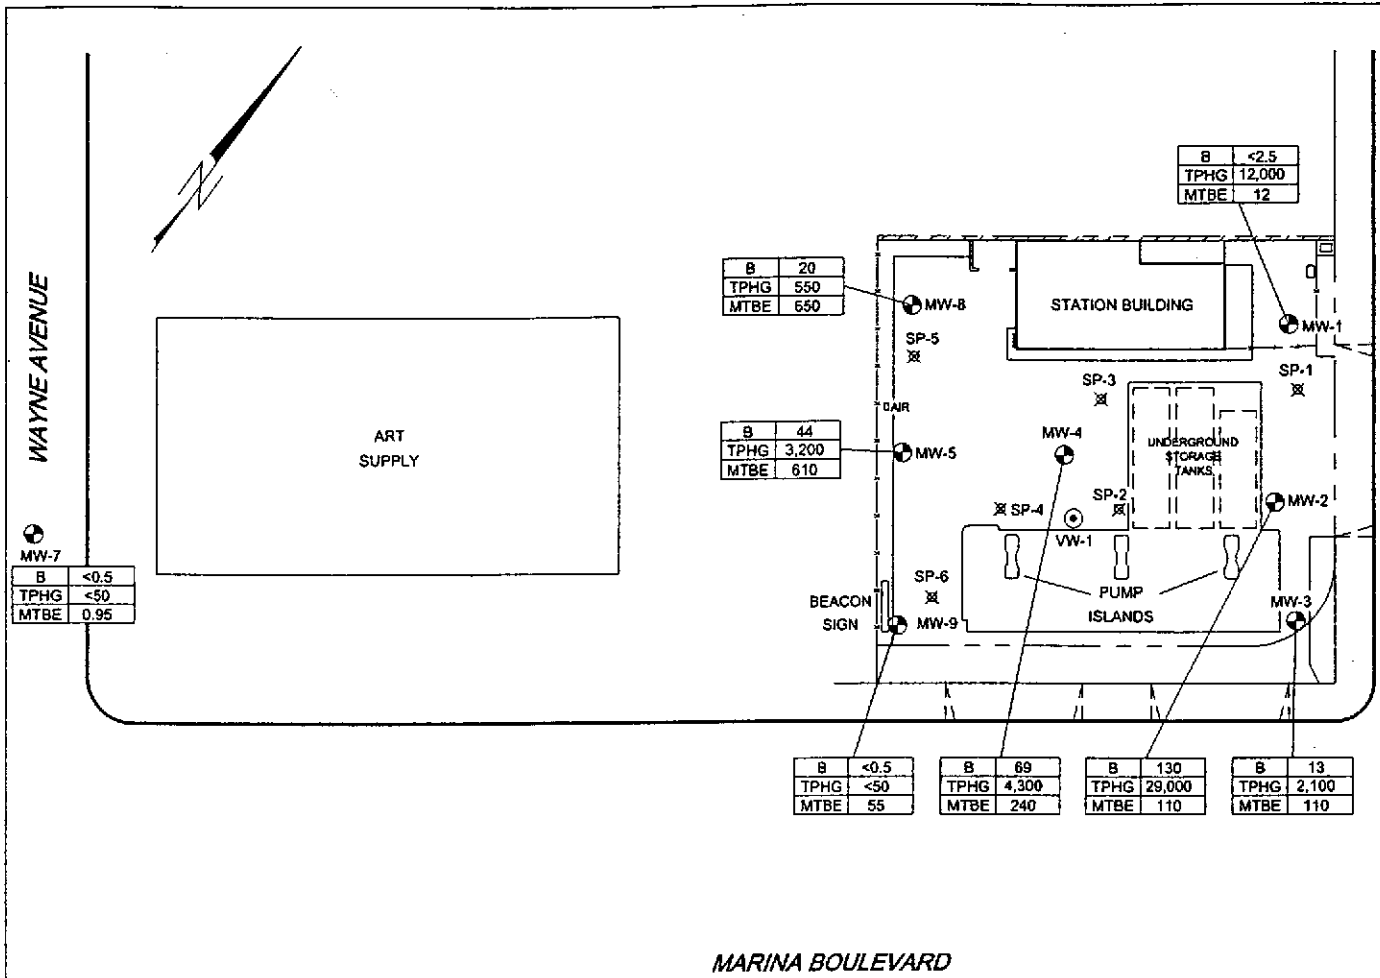 N
B <2.5
TPHG 12,000
MTBE 12
B 20
TPHG 550
MTBE 650
MW-8
STATION BUILDING
MW-1
WAYNE AVENUE
SP-5
SP-3
SP-1
AIR
ART
SUPPLY
B 44
TPHG 3,200
MTBE 610
MW-5
MW-4
UNDERGROUND
STORAGE
TANKS
SP-4
SP-2
MW-2
VW-1
MW-7
B <0.5
TPHG <50
MTBE 0.95
SP-6
BEACON
SIGN
MW-9
PUMP
ISLANDS
MW-3
B <0.5
TPHG <50
MTBE 55
B 69
TPHG 4,300
MTBE 240
B 130
TPHG 29,000
MTBE 110
B 13
TPHG 2,100
MTBE 110
MARINA BOULEVARD